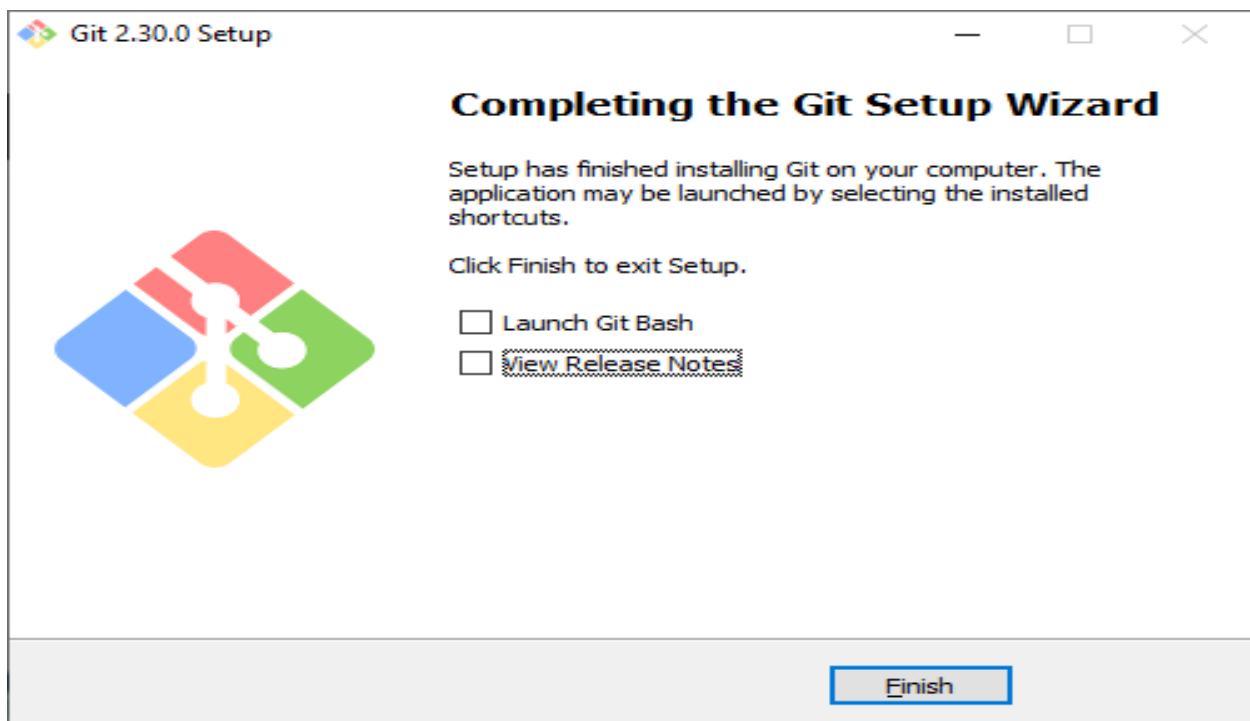 Git 2.30.0 Setup
Completing the Git Setup Wizard
Setup has finished installing Git on your computer. The
application may be launched by selecting the installed
shortcuts.
Click Finish to exit Setup.
Launch Git Bash
View Release Notes
Finish